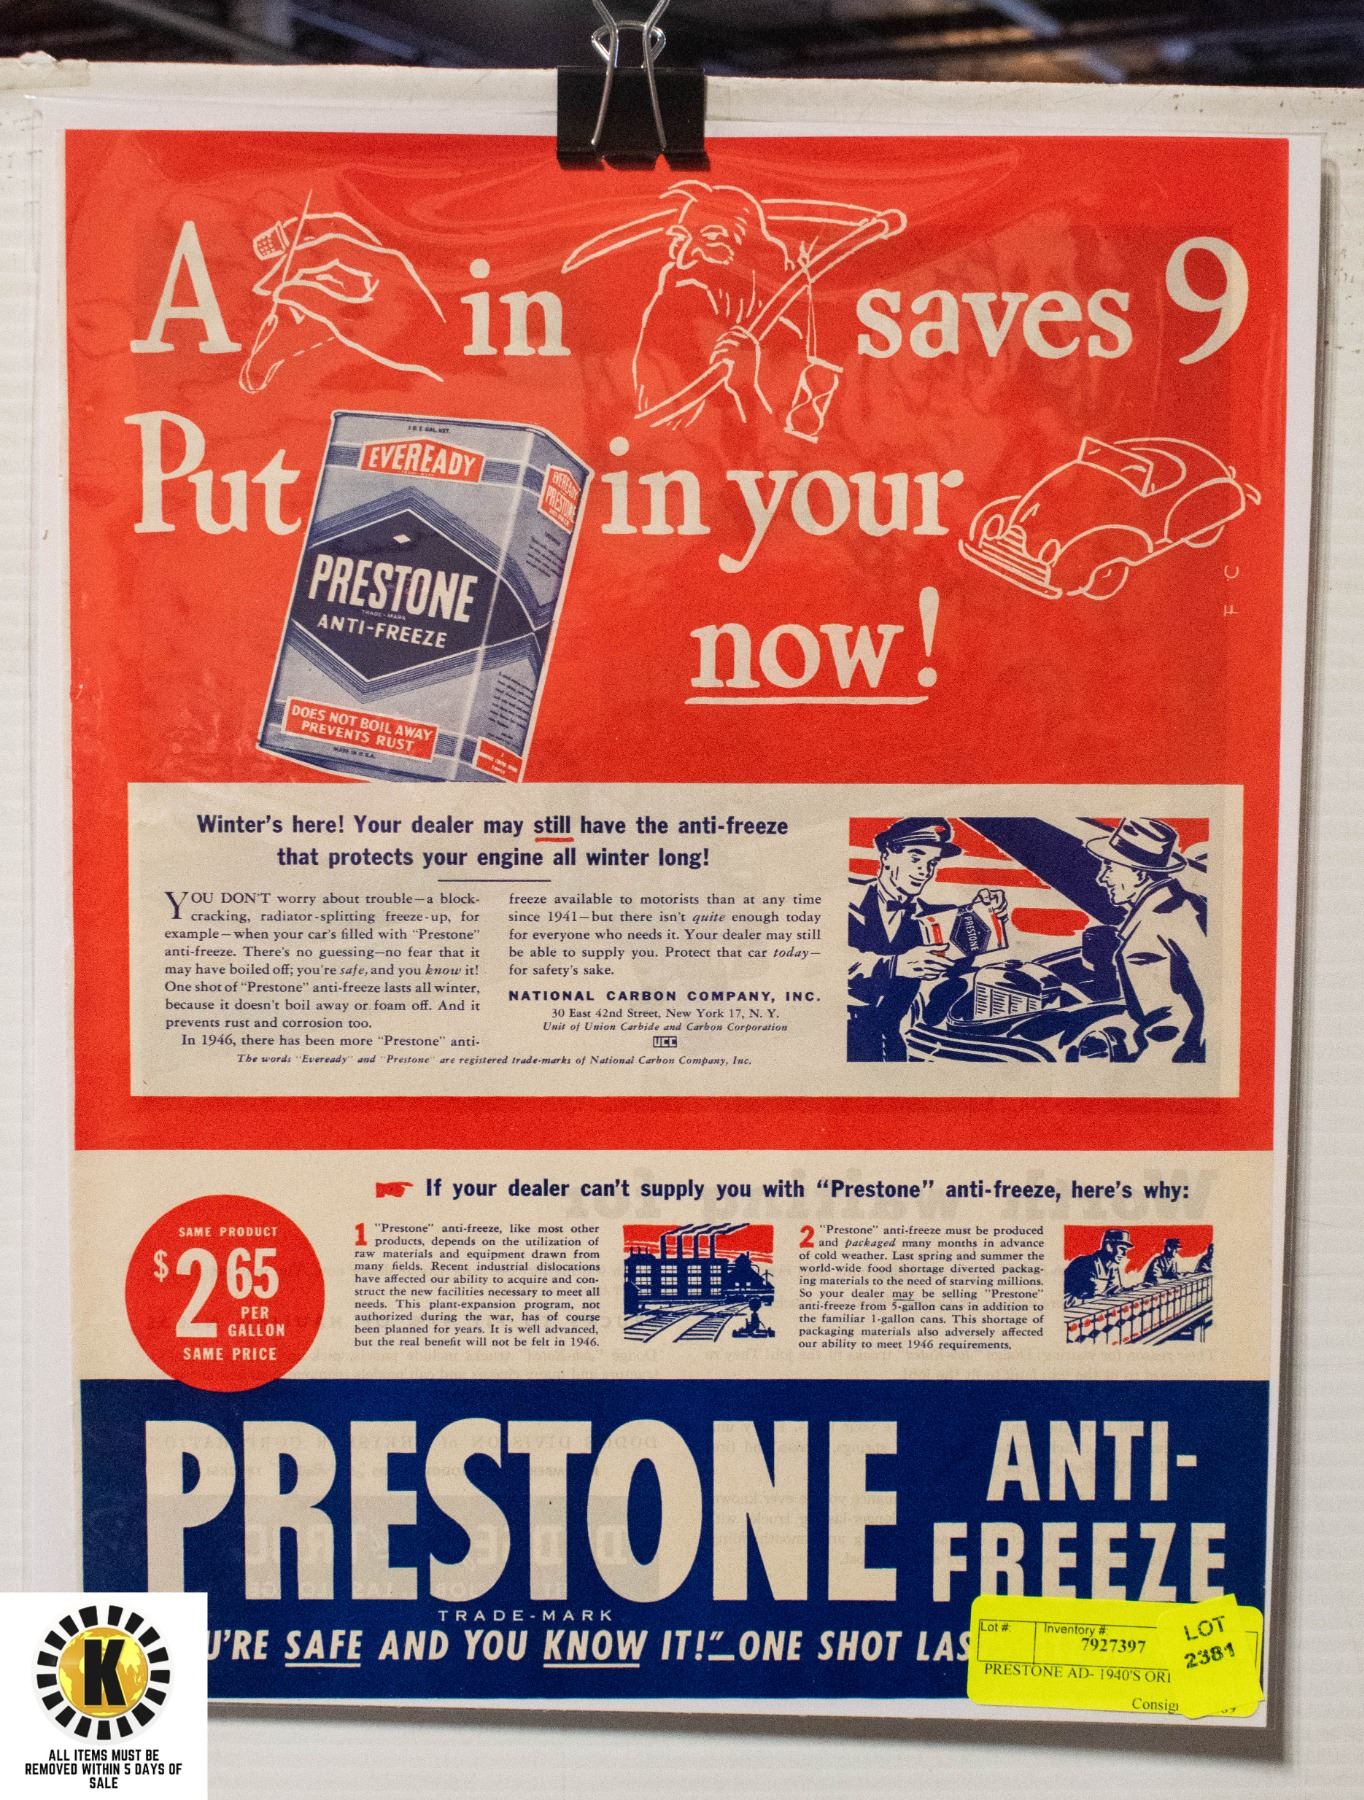 A in saves 9
Put in your
now!
1 U.S. GAL. NET.
EVEREADY
EVEREADY
PRESTONE
PRESTONE
TRADE-MARK
ANTI-FREEZE
DOES NOT BOIL AWAY
PREVENTS RUST
MADE IN U.S.A.
F C
Winter's here! Your dealer may still have the anti-freeze
that protects your engine all winter long!
YOU DON'T worry about trouble—a block-
cracking, radiator-splitting freeze-up, for
example—when your car's filled with "Prestone"
anti-freeze. There's no guessing—no fear that it
may have boiled off; you're safe, and you know it!
One shot of "Prestone" anti-freeze lasts all winter,
because it doesn't boil away or foam off. And it
prevents rust and corrosion too.
In 1946, there has been more "Prestone" anti-
freeze available to motorists than at any time
since 1941—but there isn't quite enough today
for everyone who needs it. Your dealer may still
be able to supply you. Protect that car today—
for safety's sake.
NATIONAL CARBON COMPANY, INC.
30 East 42nd Street, New York 17, N. Y.
Unit of Union Carbide and Carbon Corporation
UCC
The words "Eveready" and "Prestone" are registered trade-marks of National Carbon Company, Inc.
PRESTONE
If your dealer can't supply you with "Prestone" anti-freeze, here's why:
SAME PRODUCT
$2.65
PER
GALLON
SAME PRICE
1 "Prestone" anti-freeze, like most other
products, depends on the utilization of
raw materials and equipment drawn from
many fields. Recent industrial dislocations
have affected our ability to acquire and con-
struct the new facilities necessary to meet all
needs. This plant-expansion program, not
authorized during the war, has of course
been planned for years. It is well advanced,
but the real benefit will not be felt in 1946.
2 "Prestone" anti-freeze must be produced
and packaged many months in advance
of cold weather. Last spring and summer the
world-wide food shortage diverted packag-
ing materials to the need of starving millions.
So your dealer may be selling "Prestone"
anti-freeze from 5-gallon cans in addition to
the familiar 1-gallon cans. This shortage of
packaging materials also adversely affected
our ability to meet 1946 requirements.
PRESTONE ANTI-
FREEZE
TRADE-MARK
U'RE SAFE AND YOU KNOW IT!"—ONE SHOT LAS
Lot #: Inventory #:
7927397
PRESTONE AD- 1940'S ORI
Consig
LOT
2381
K
ALL ITEMS MUST BE
REMOVED WITHIN 5 DAYS OF
SALE